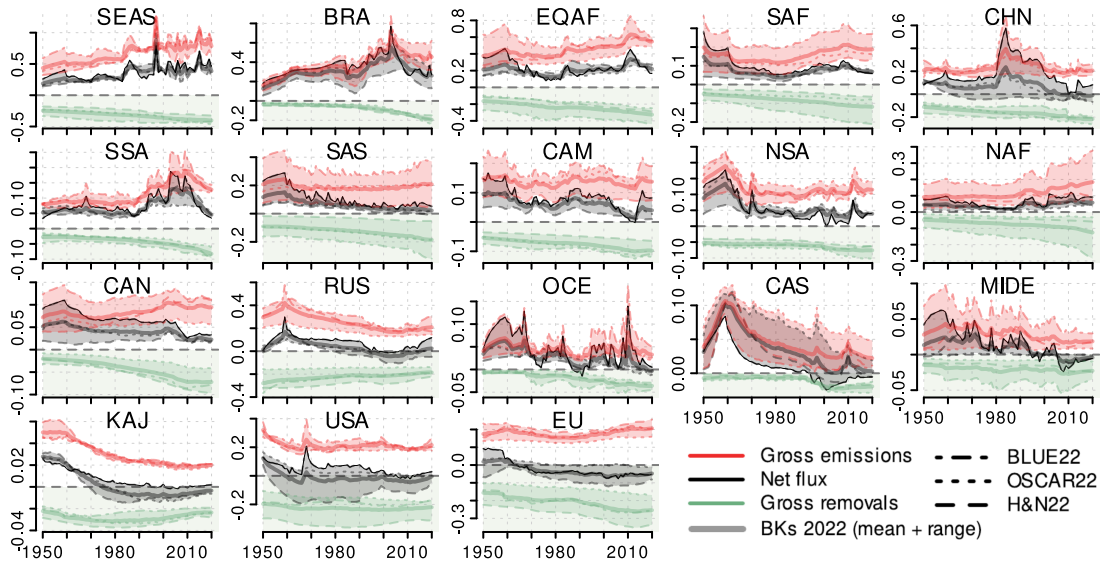 SEAS BRA EQAF SAF CHN
0.5 -0.5
0.4 -0.2
0.8 0.2 -0.4
0.1 -0.2
0.6 0.2 -0.2
SSA SAS CAM NSA NAF
0.10 -0.10
0.2 -0.2
0.1 -0.1
0.10 -0.10
0.3 0.0 -0.3
CAN RUS OCE CAS MIDE
0.05 -0.10
0.4 0.0 -0.4
0.10 -0.05
0.10 0.00
0.05 -0.05
1950 1980 2010 1950 1980 2010
KAJ USA EU
0.02 -0.04
0.2 -0.2
0.0 -0.3
1950 1980 2010 1950 1980 2010 1950 1980 2010
Gross emissions BLUE22
Net flux OSCAR22
Gross removals H&N22
BKs 2022 (mean + range)